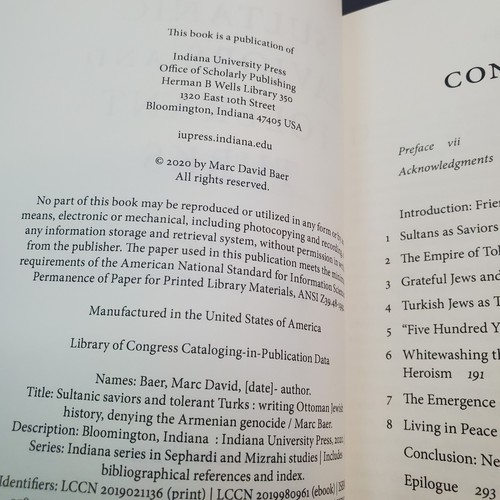 This book is a publication of
Indiana University Press
Office of Scholarly Publishing
Herman B Wells Library 350
1320 East 10th Street
Bloomington, Indiana 47405 USA
iupress.indiana.edu
© 2020 by Marc David Baer
All rights reserved.
No part of this book may be reproduced or utilized in any form or by
means, electronic or mechanical, including photocopying and recording
any information storage and retrieval system, without permission in
from the publisher. The paper used in this publication meets the
requirements of the American National Standard for Information
Permanence of Paper for Printed Library Materials, ANSI
Manufactured in the United States of America
Library of Congress Cataloging-in-Publication Data
Names: Baer, Marc David, [date]- author.
Title: Sultanic saviors and tolerant Turks : writing Ottoman Jewish
history, denying the Armenian genocide / Marc Baer.
Description: Bloomington, Indiana : Indiana University Press, 2020
Series: Indiana series in Sephardi and Mizrahi studies | Includes
bibliographical references and index.
Identifiers: LCCN 2019021136 (print) | LCCN 2019980961 (ebook) |
CON
Preface vii
Acknowledgments
Introduction: Frie
1 Sultans as Saviors
2 The Empire of Tol
3 Grateful Jews and
4 Turkish Jews as T
5 "Five Hundred Y
6 Whitewashing th
Heroism 191
7 The Emergence
8 Living in Peace
Conclusion: Ne
Epilogue 293